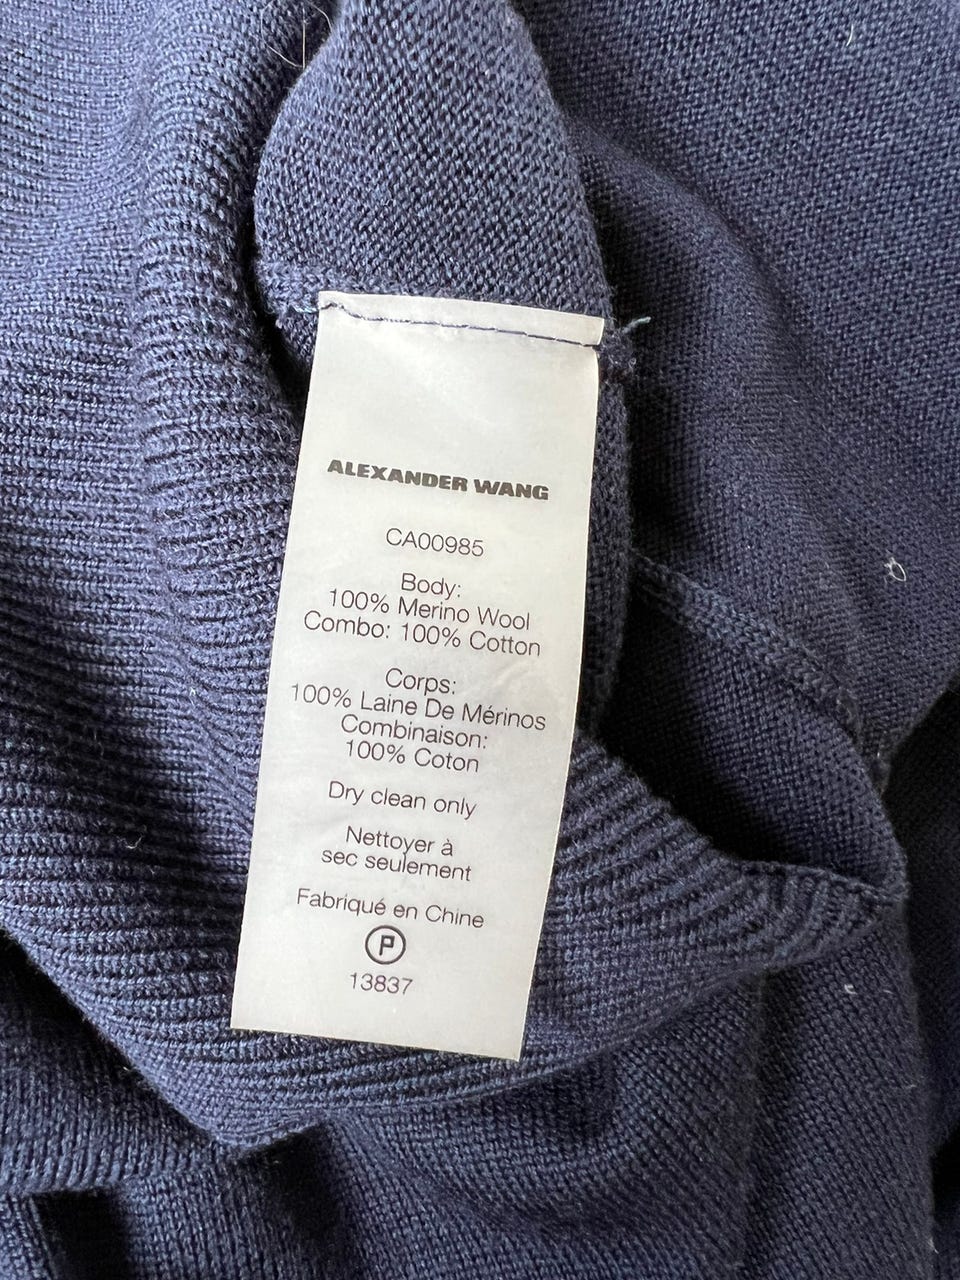 ALEXANDER WANG
CA00985
Body:
100% Merino Wool
Combo: 100% Cotton
Corps:
100% Laine De Mérinos
Combinaison:
100% Coton
Dry clean only
Nettoyer à
sec seulement
Fabriqué en Chine
P
13837